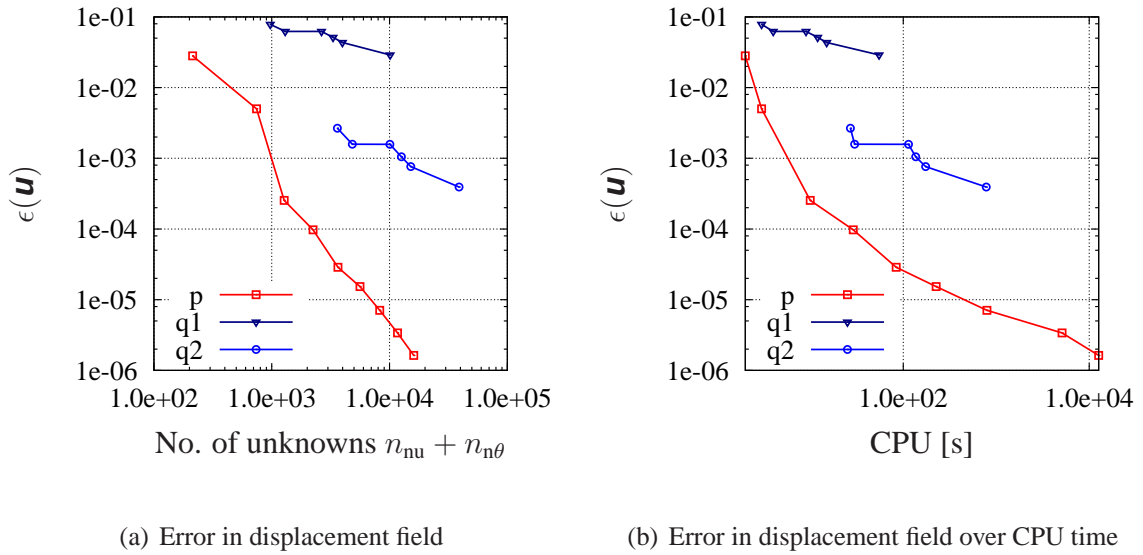 1e-01
1e-02
1e-03
1e-04
1e-05
1e-06
ϵ(u)
p
q1
q2
1.0e+02 1.0e+03 1.0e+04 1.0e+05
No. of unknowns n_nu + n_nθ
(a) Error in displacement field
1e-01
1e-02
1e-03
1e-04
1e-05
1e-06
ϵ(u)
p
q1
q2
1.0e+02 1.0e+04
CPU [s]
(b) Error in displacement field over CPU time